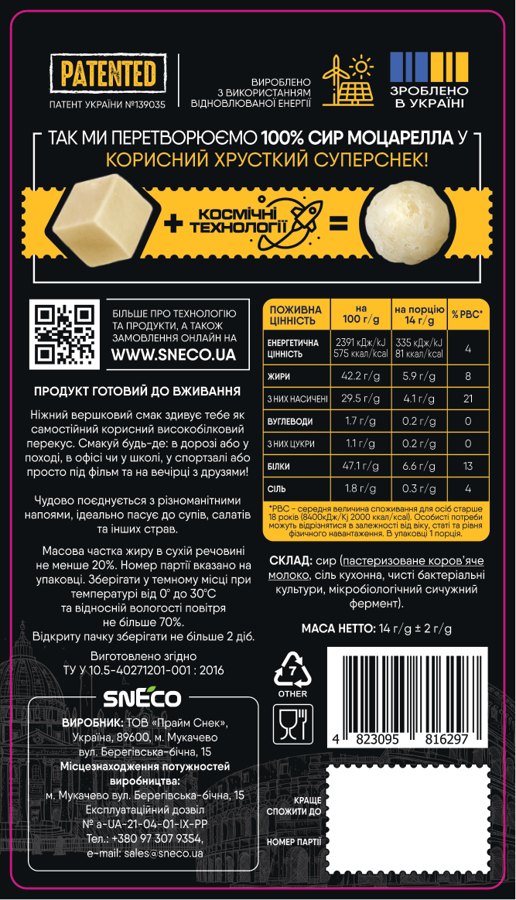 PATENTED
ПАТЕНТ УКРАЇНИ №139035
ВИРОБЛЕНО
З ВИКОРИСТАННЯМ
ВІДНОВЛЮВАНОЇ ЕНЕРГІЇ
ЗРОБЛЕНО
В УКРАЇНІ
ТАК МИ ПЕРЕТВОРЮЄМО 100% СИР МОЦАРЕЛЛА У
КОРИСНИЙ ХРУСТКИЙ СУПЕРСНЕК!
+ КОСМІЧНІ
ТЕХНОЛОГІЇ =
БІЛЬШЕ ПРО ТЕХНОЛОГІЮ
ТА ПРОДУКТИ, А ТАКОЖ
ЗАМОВЛЕННЯ ОНЛАЙН НА
WWW.SNECO.UA
ПРОДУКТ ГОТОВИЙ ДО ВЖИВАННЯ
Ніжний вершковий смак здивує тебе як
самостійний корисний високобілковий
перекус. Смакуй будь-де: в дорозі або у
поході, в офісі чи у школі, у спортзалі або
просто під фільм та на вечірці з друзями!
Чудово поєднується з різноманітними
напоями, ідеально пасує до супів, салатів
та інших страв.
Масова частка жиру в сухій речовині
не менше 20%. Номер партії вказано на
упаковці. Зберігати у темному місці при
температурі від 0° до 30°C
та відносній вологості повітря
не більше 70%.
Відкриту пачку зберігати не більше 2 діб.
Виготовлено згідно
ТУ У 10.5-40271201-001 : 2016
SNECO
ВИРОБНИК: ТОВ «Прайм Снек»,
Україна, 89600, м. Мукачево
вул. Берегівська-бічна, 15
Місцезнаходження потужностей
виробництва:
м. Мукачево вул. Берегівська-бічна, 15
Експлуатаційний дозвіл
№ a-UA-21-04-01-IX-PP
Тел.: +380 97 307 9354,
e-mail: sales@sneco.ua
ПОЖИВНА ЦІННІСТЬ на 100 г/g на порцію 14 г/g % РВС*
ЕНЕРГЕТИЧНА ЦІННІСТЬ 2391 кДж/kJ 575 ккал/kcal 335 кДж/kJ 81 ккал/kcal 4
ЖИРИ 42.2 г/g 5.9 г/g 8
З НИХ НАСИЧЕНІ 29.5 г/g 4.1 г/g 21
ВУГЛЕВОДИ 1.7 г/g 0.2 г/g 0
З НИХ ЦУКРИ 1.1 г/g 0.2 г/g 0
БІЛКИ 47.1 г/g 6.6 г/g 13
СІЛЬ 1.8 г/g 0.3 г/g 4
*РВС - середня величина споживання для осіб старше
18 років (8400кДж/Kj 2000 ккал/kcal). Особисті потреби
можуть відрізнятися в залежності від віку, статі та рівня
фізичного навантаження. В упаковці 1 порція.
СКЛАД: сир (пастеризоване коров'яче
молоко, сіль кухонна, чисті бактеріальні
культури, мікробіологічний сичужний
фермент).
МАСА НЕТТО: 14 г/g ± 2 г/g
7
OTHER
4 823095 816297
КРАЩЕ
СПОЖИТИ ДО
НОМЕР ПАРТІЇ